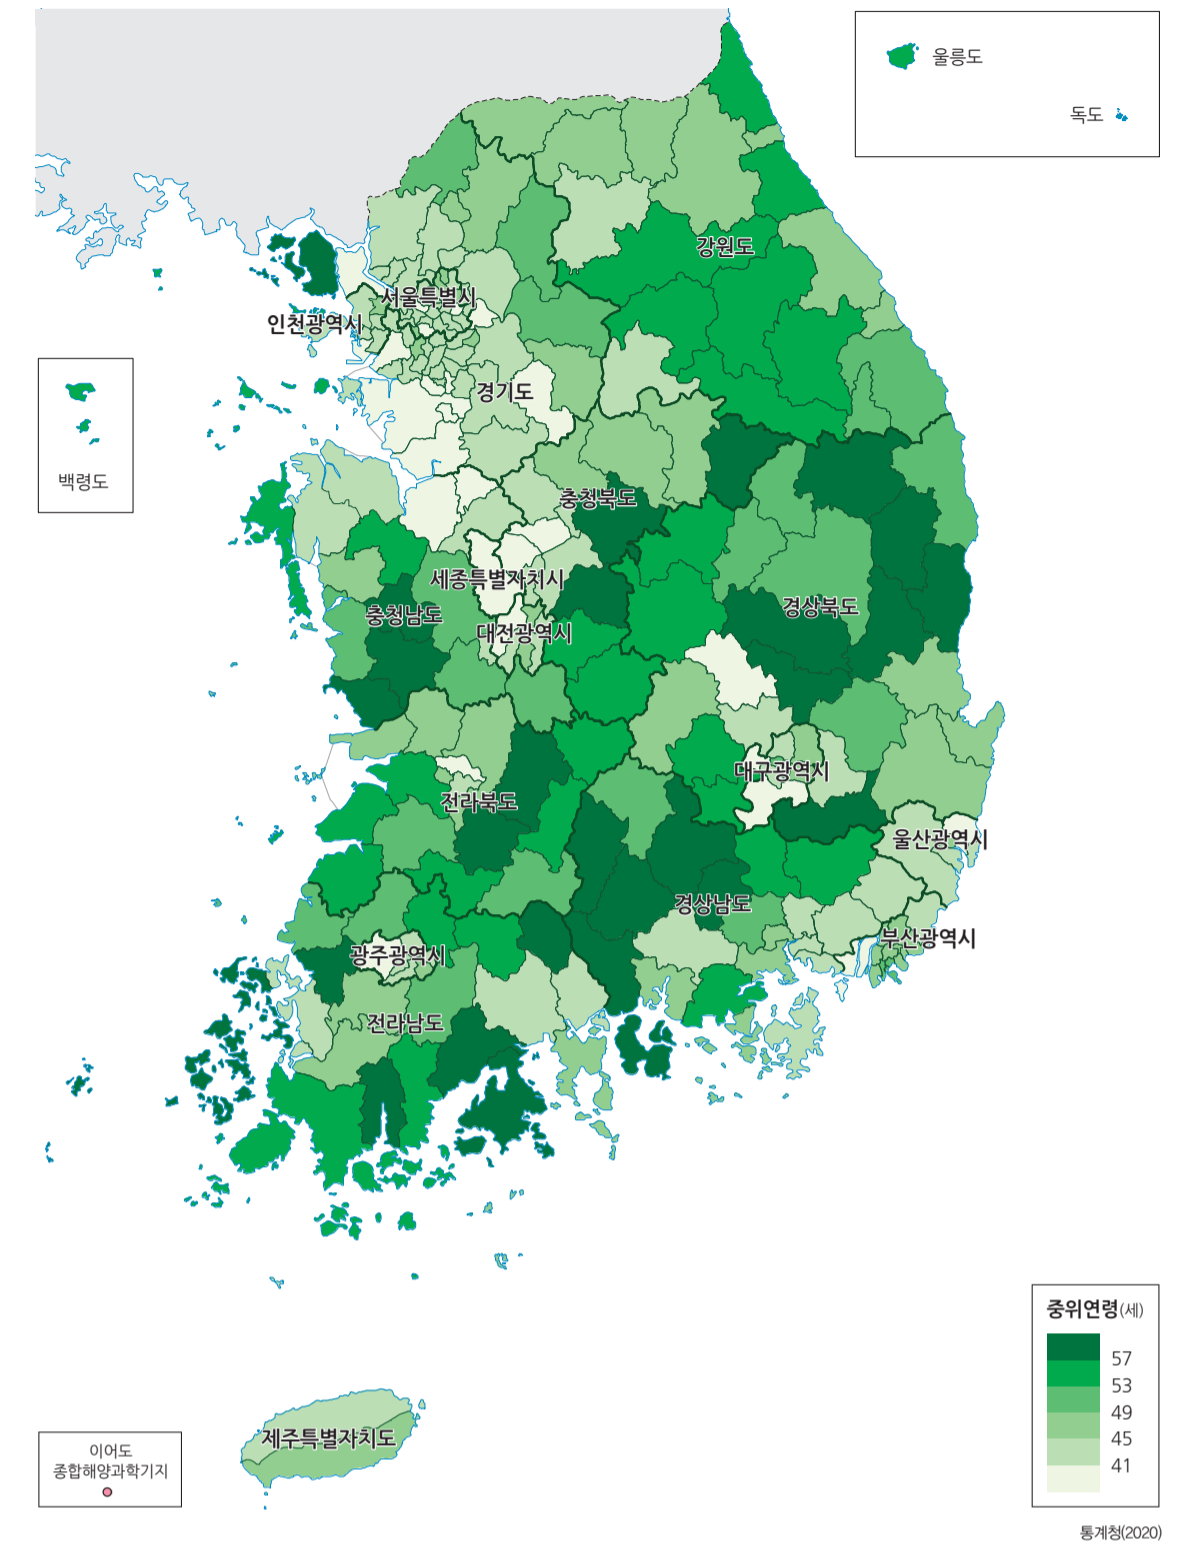 울릉도
독도
강원도
서울특별시
인천광역시
경기도
백령도
충청북도
세종특별자치시
경상북도
충청남도
대전광역시
대구광역시
전라북도
울산광역시
경상남도
부산광역시
광주광역시
전라남도
중위연령(세)
57
53
49
45
41
제주특별자치도
이어도
종합해양과학기지
통계청(2020)